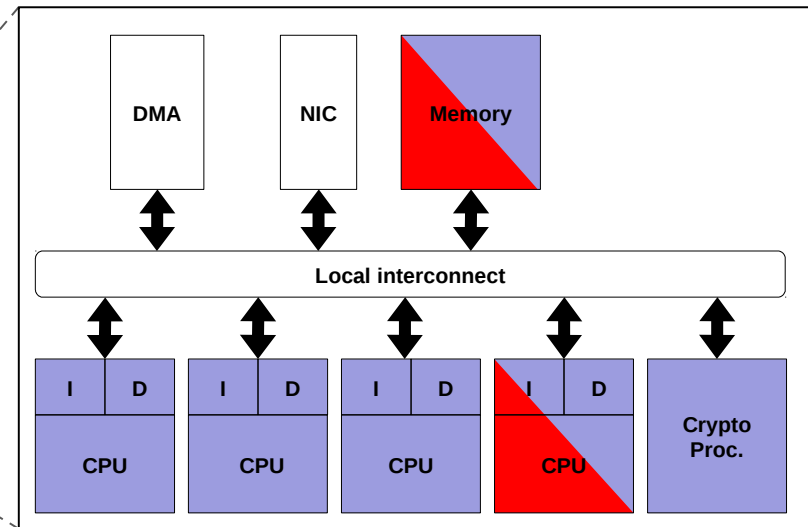 DMA
NIC
Memory
Local interconnect
I D
I D
I D
I D
CPU
CPU
CPU
CPU
Crypto
Proc.